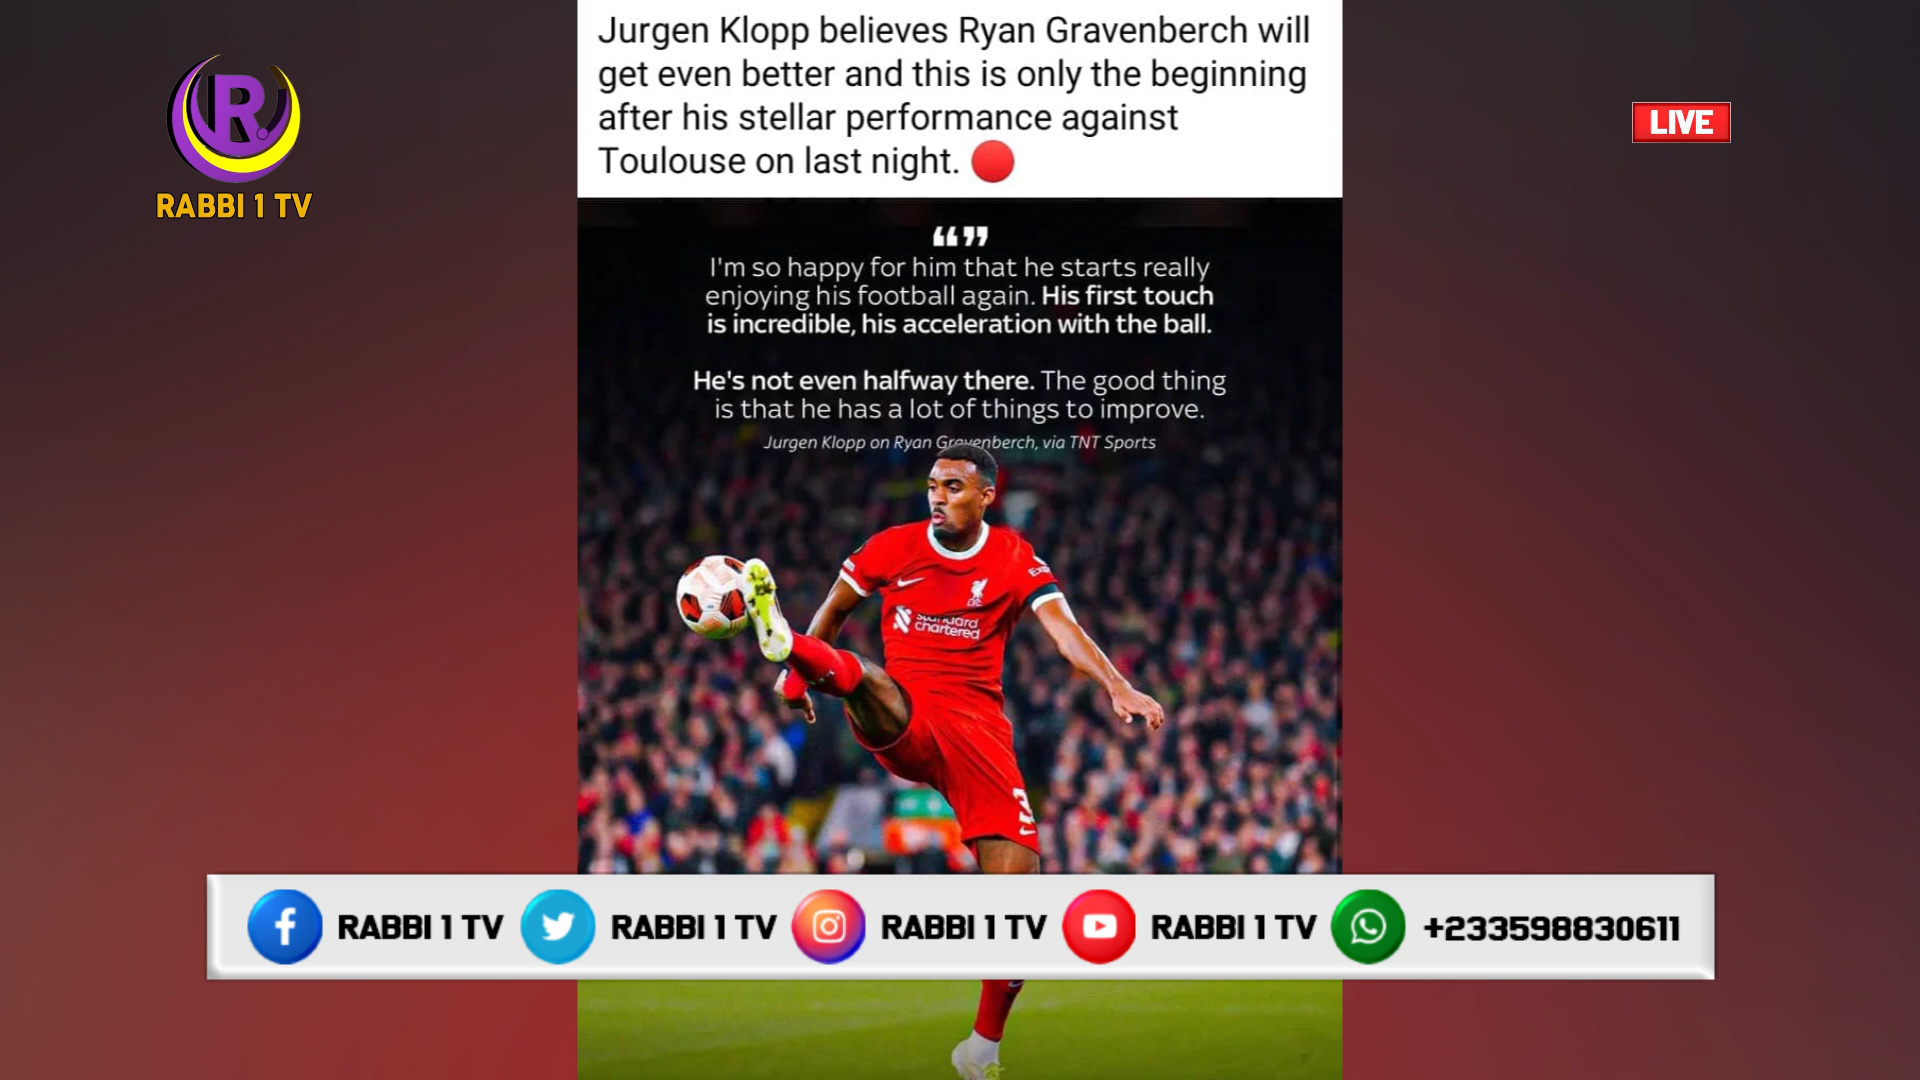 Jurgen Klopp believes Ryan Gravenberch will
get even better and this is only the beginning
after his stellar performance against
Toulouse on last night.
R
RABBI 1 TV
LIVE
“”
I'm so happy for him that he starts really
enjoying his football again. His first touch
is incredible, his acceleration with the ball.
He's not even halfway there. The good thing
is that he has a lot of things to improve.
Jurgen Klopp on Ryan Gravenberch, via TNT Sports
Exp
standard
chartered
3
RABBI 1 TV RABBI 1 TV RABBI 1 TV RABBI 1 TV +233598830611